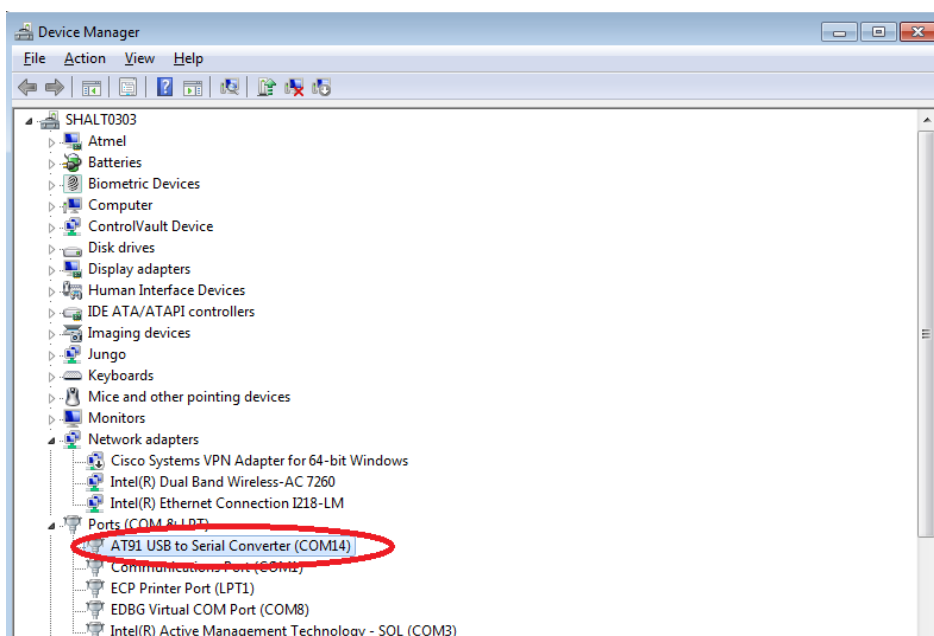 Device Manager
File Action View Help
SHALT0303
Atmel
Batteries
Biometric Devices
Computer
ControlVault Device
Disk drives
Display adapters
Human Interface Devices
IDE ATA/ATAPI controllers
Imaging devices
Jungo
Keyboards
Mice and other pointing devices
Monitors
Network adapters
Cisco Systems VPN Adapter for 64-bit Windows
Intel(R) Dual Band Wireless-AC 7260
Intel(R) Ethernet Connection I218-LM
Ports (COM & LPT)
AT91 USB to Serial Converter (COM14)
Communications Port (COM1)
ECP Printer Port (LPT1)
EDBG Virtual COM Port (COM8)
Intel(R) Active Management Technology - SOL (COM3)